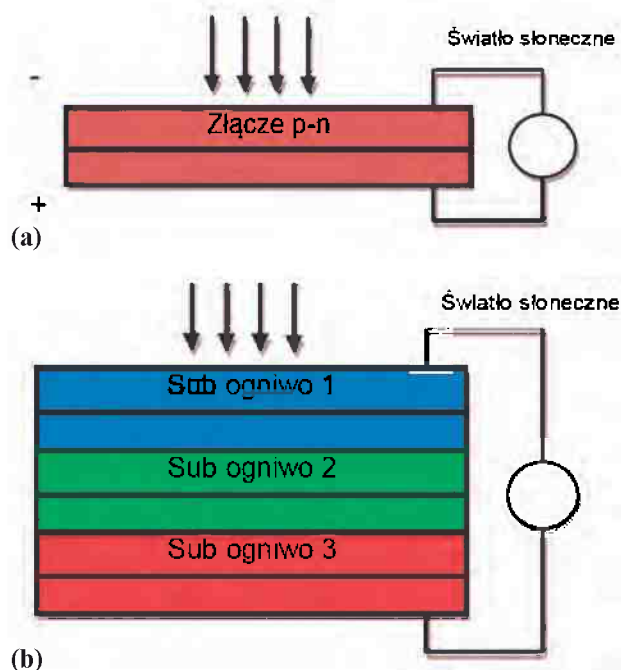 Światło słoneczne
-
Złącze p-n
+
(a)
Światło słoneczne
Sub ogniwo 1
Sub ogniwo 2
Sub ogniwo 3
(b)